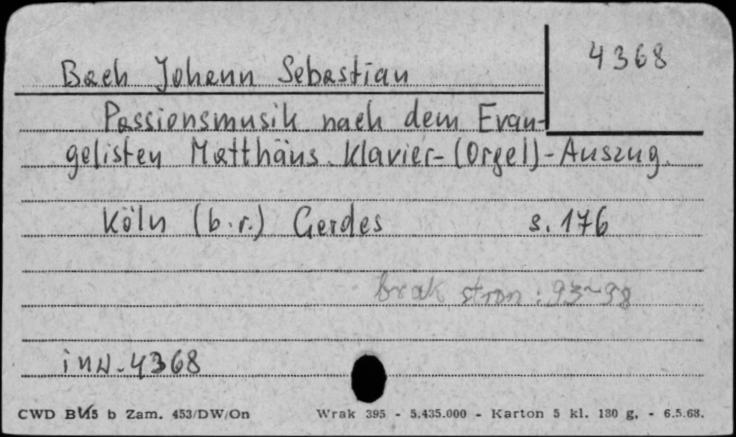 4368
Bach Johann Sebastian
Passionsmusik nach dem Evan-
gelisten Matthäus. Klavier-(Orgel)-Auszug.
Köln (b.r.) Gerdes s. 176
brak stron: 93-98
inw. 4368
CWD B1/15 b Zam. 453/DW/On Wrak 395 - 5.435.000 - Karton 5 kl. 180 g. - 6.5.68.